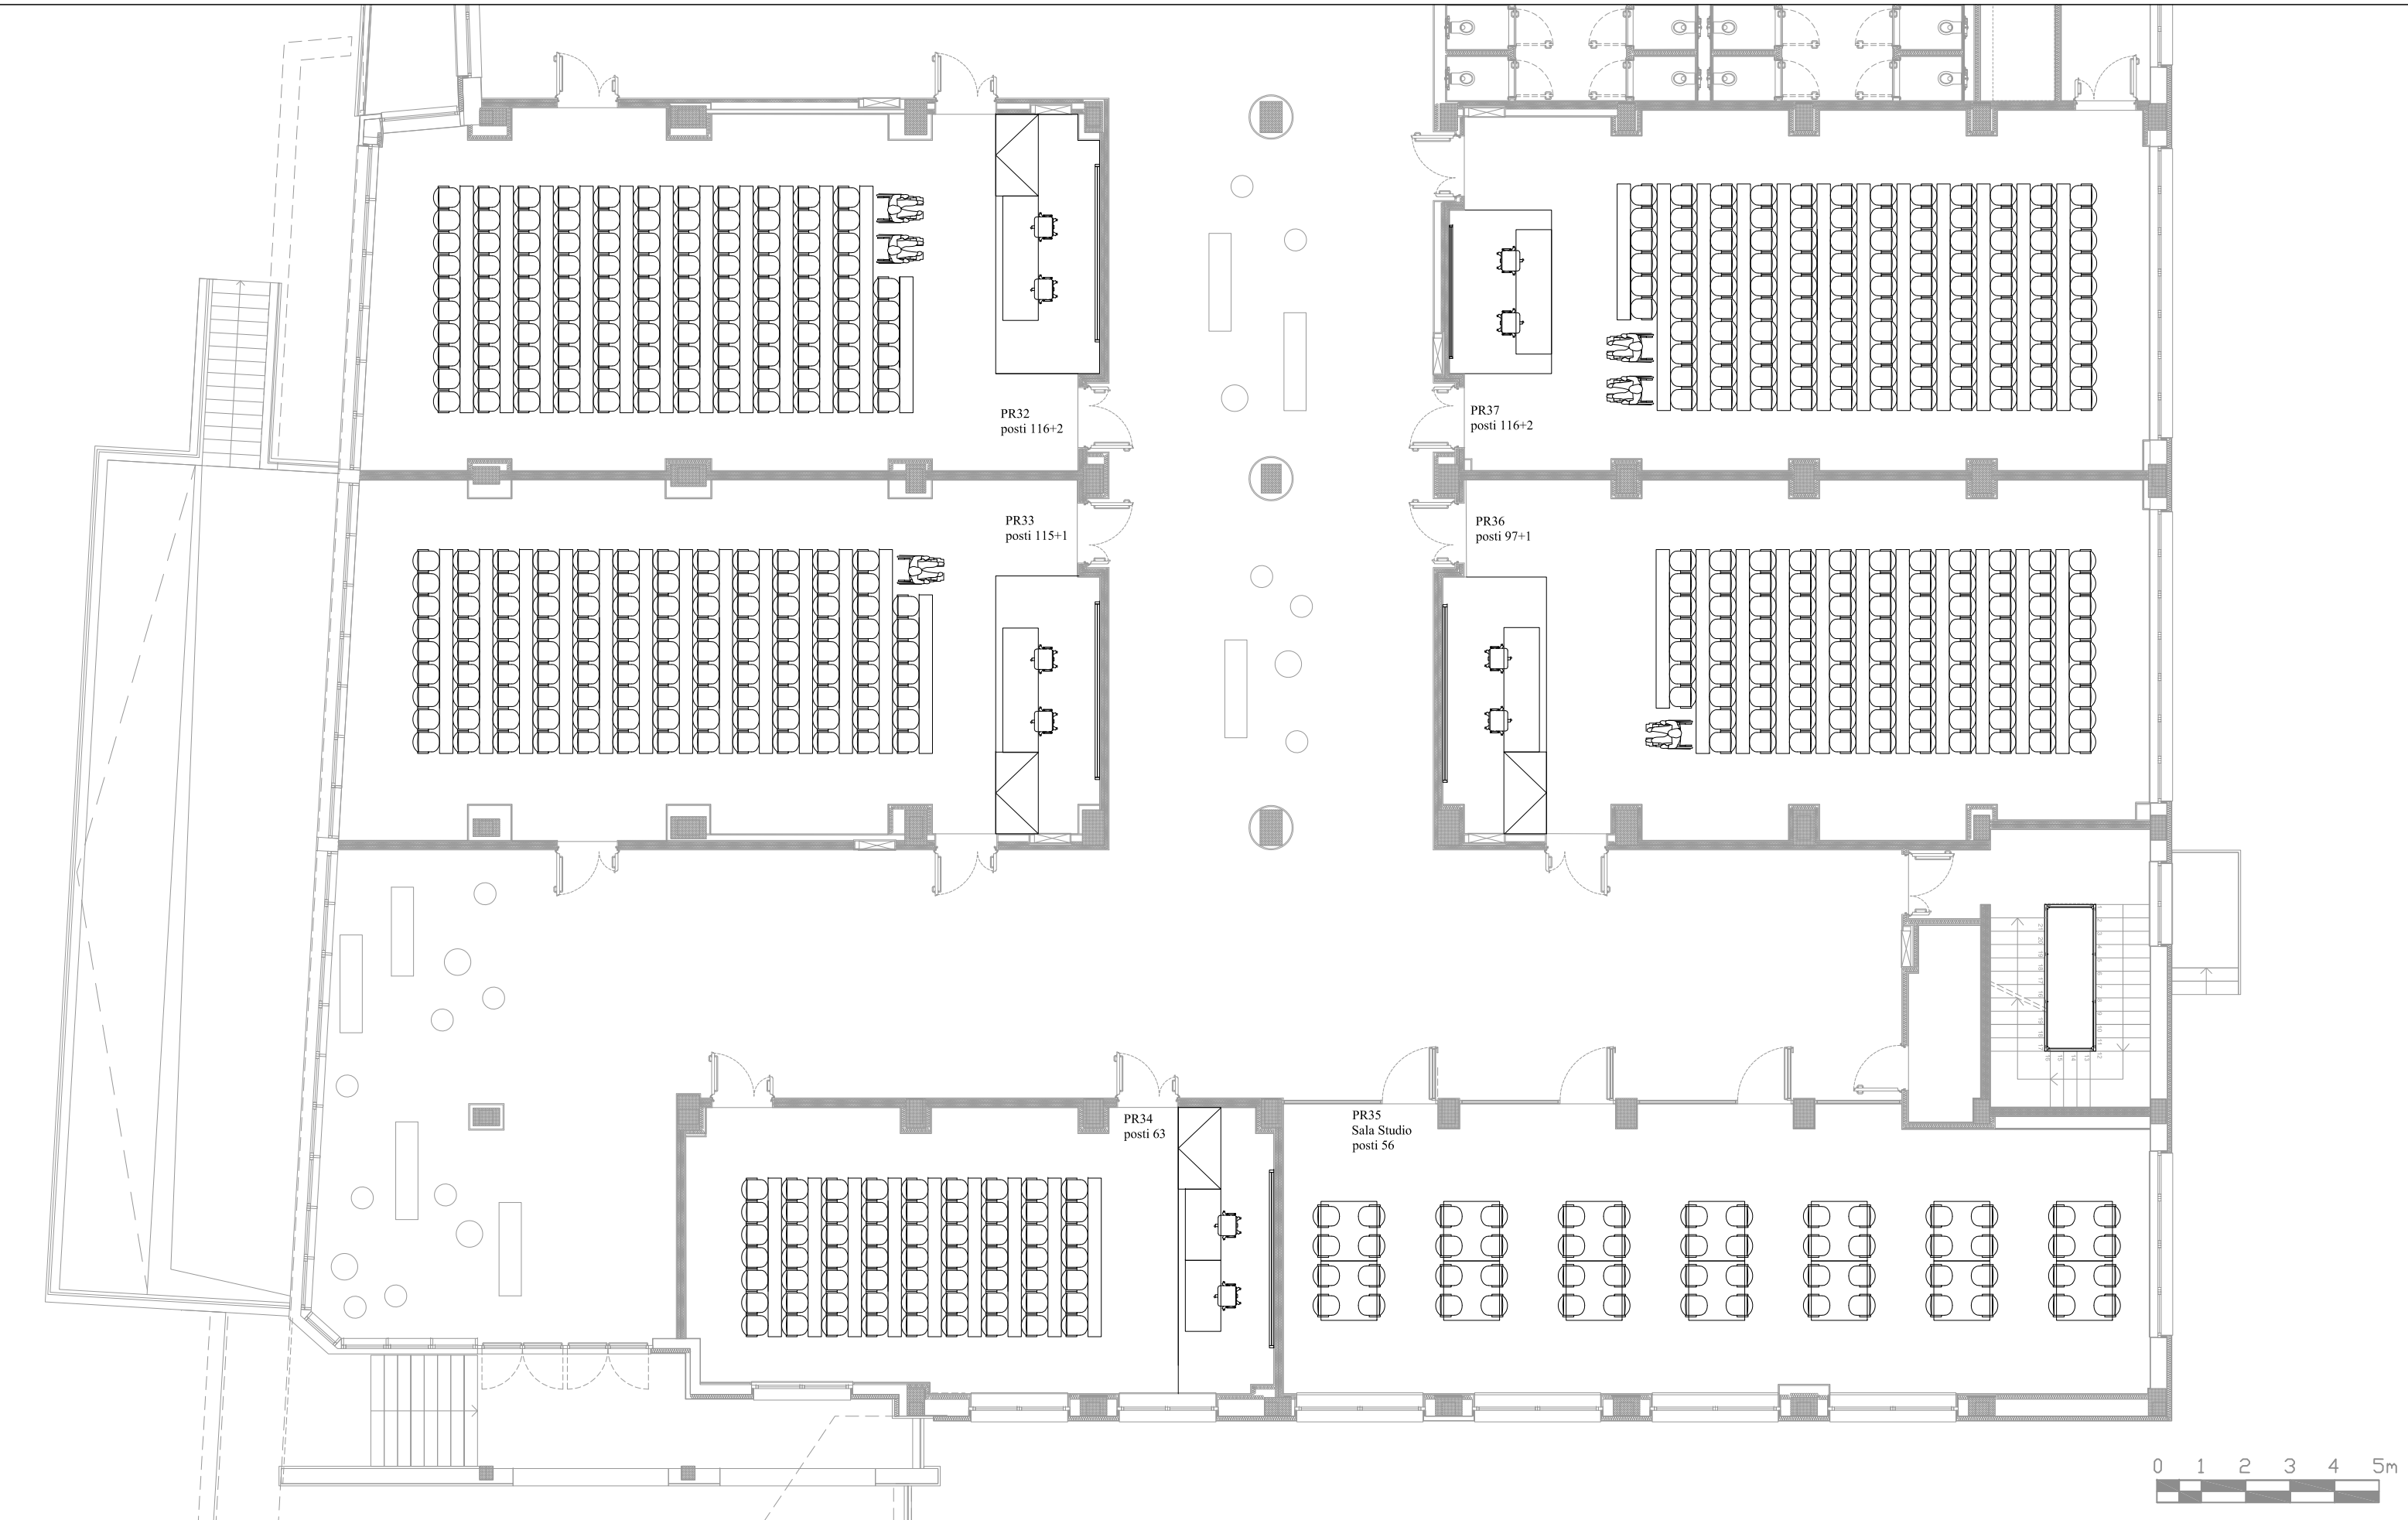 PR32
posti 116+2
PR37
posti 116+2
PR33
posti 115+1
PR36
posti 97+1
PR34
posti 63
PR35
Sala Studio
posti 56
0 1 2 3 4 5m